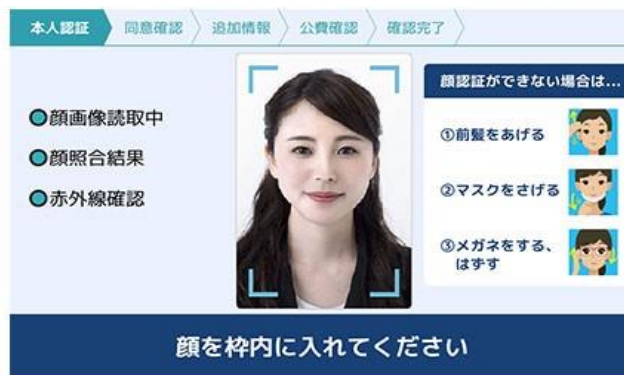 本人認証
同意確認
追加情報
公費確認
確認完了
顔画像読取中
顔照合結果
赤外線確認
顔認証ができない場合は...
①前髪をあげる
②マスクをさげる
③メガネをする、
はずす
顔を枠内に入れてください